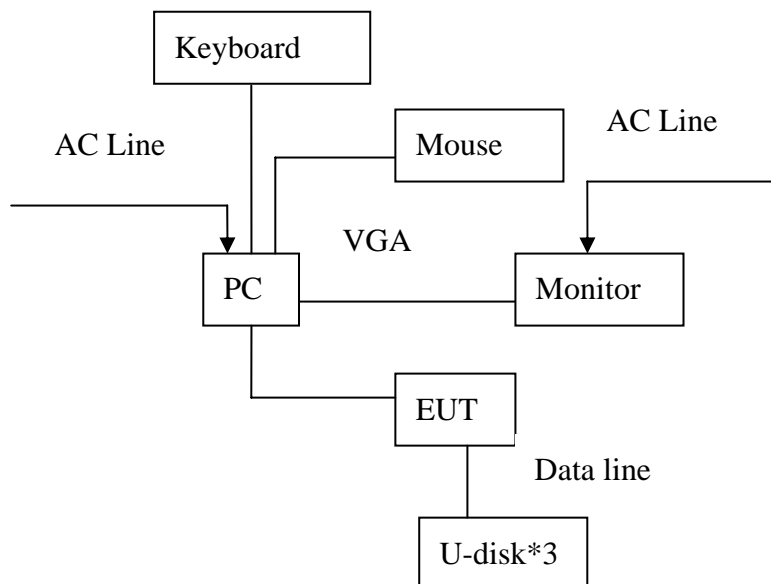 Keyboard
AC Line
Mouse
AC Line
VGA
PC
Monitor
EUT
Data line
U-disk*3